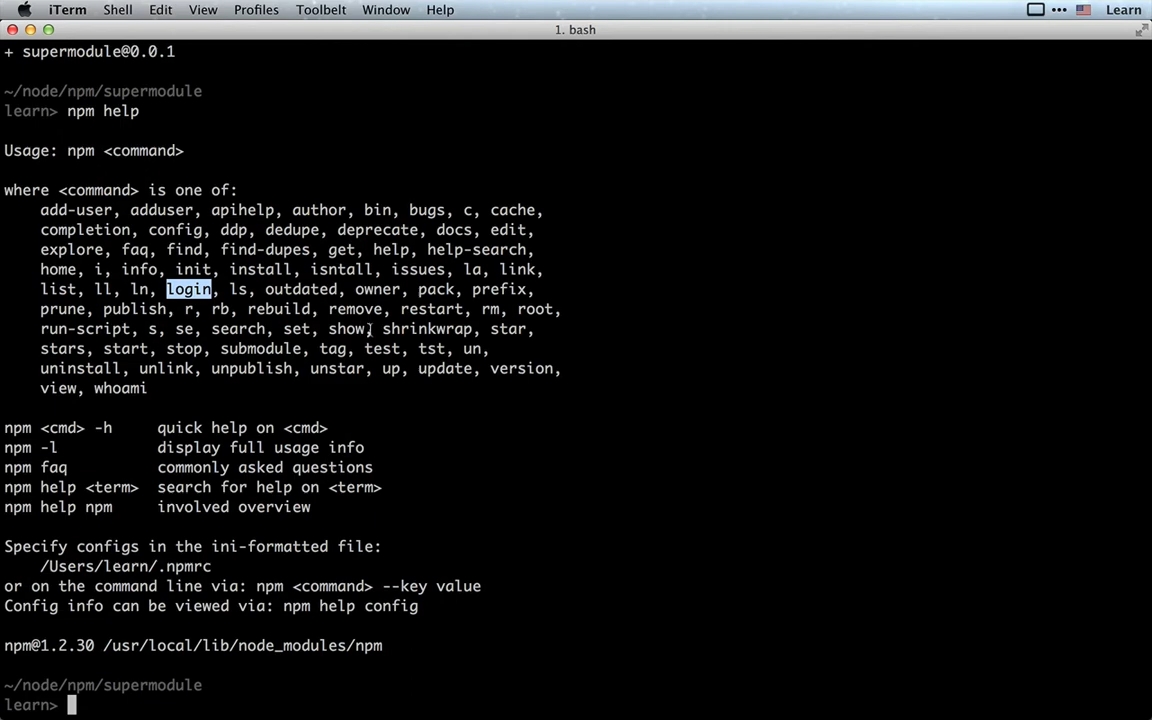 iTerm Shell Edit View Profiles Toolbelt Window Help Learn
1. bash
+ supermodule@0.0.1
~/node/npm/supermodule
learn> npm help
Usage: npm <command>
where <command> is one of:
add-user, adduser, apihelp, author, bin, bugs, c, cache,
completion, config, ddp, dedupe, deprecate, docs, edit,
explore, faq, find, find-dupes, get, help, help-search,
home, i, info, init, install, isntall, issues, la, link,
list, ll, ln, login, ls, outdated, owner, pack, prefix,
prune, publish, r, rb, rebuild, remove, restart, rm, root,
run-script, s, se, search, set, show, shrinkwrap, star,
stars, start, stop, submodule, tag, test, tst, un,
uninstall, unlink, unpublish, unstar, up, update, version,
view, whoami
npm <cmd> -h quick help on <cmd>
npm -l display full usage info
npm faq commonly asked questions
npm help <term> search for help on <term>
npm help npm involved overview
Specify configs in the ini-formatted file:
/Users/learn/.npmrc
or on the command line via: npm <command> --key value
Config info can be viewed via: npm help config
npm@1.2.30 /usr/local/lib/node_modules/npm
~/node/npm/supermodule
learn>